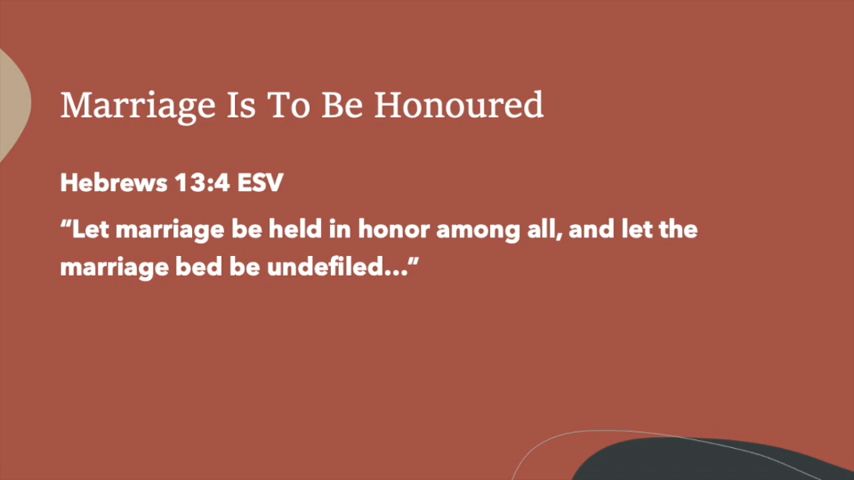 Marriage Is To Be Honoured
Hebrews 13:4 ESV
“Let marriage be held in honor among all, and let the
marriage bed be undefiled...”